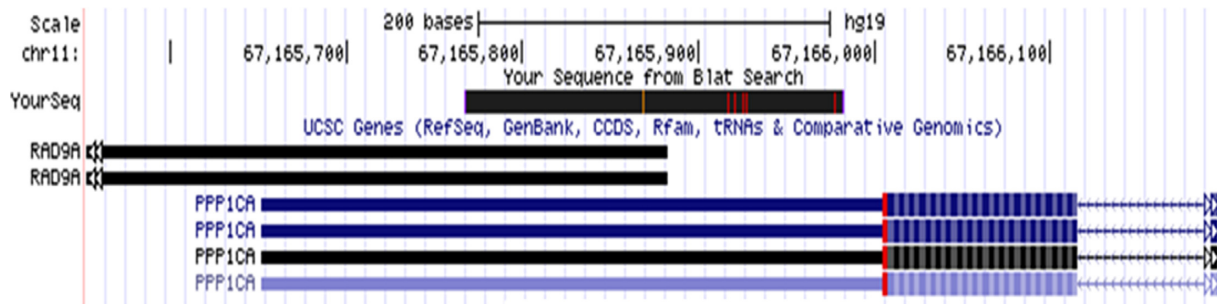 Scale 200 bases hg19
chr11: 67,165,700 67,165,800 67,165,900 67,166,000 67,166,100
Your Sequence from Blat Search
YourSeq
UCSC Genes (RefSeq, GenBank, CCDS, Rfam, tRNAs & Comparative Genomics)
RAD9A
RAD9A
PPP1CA
PPP1CA
PPP1CA
PPP1CA